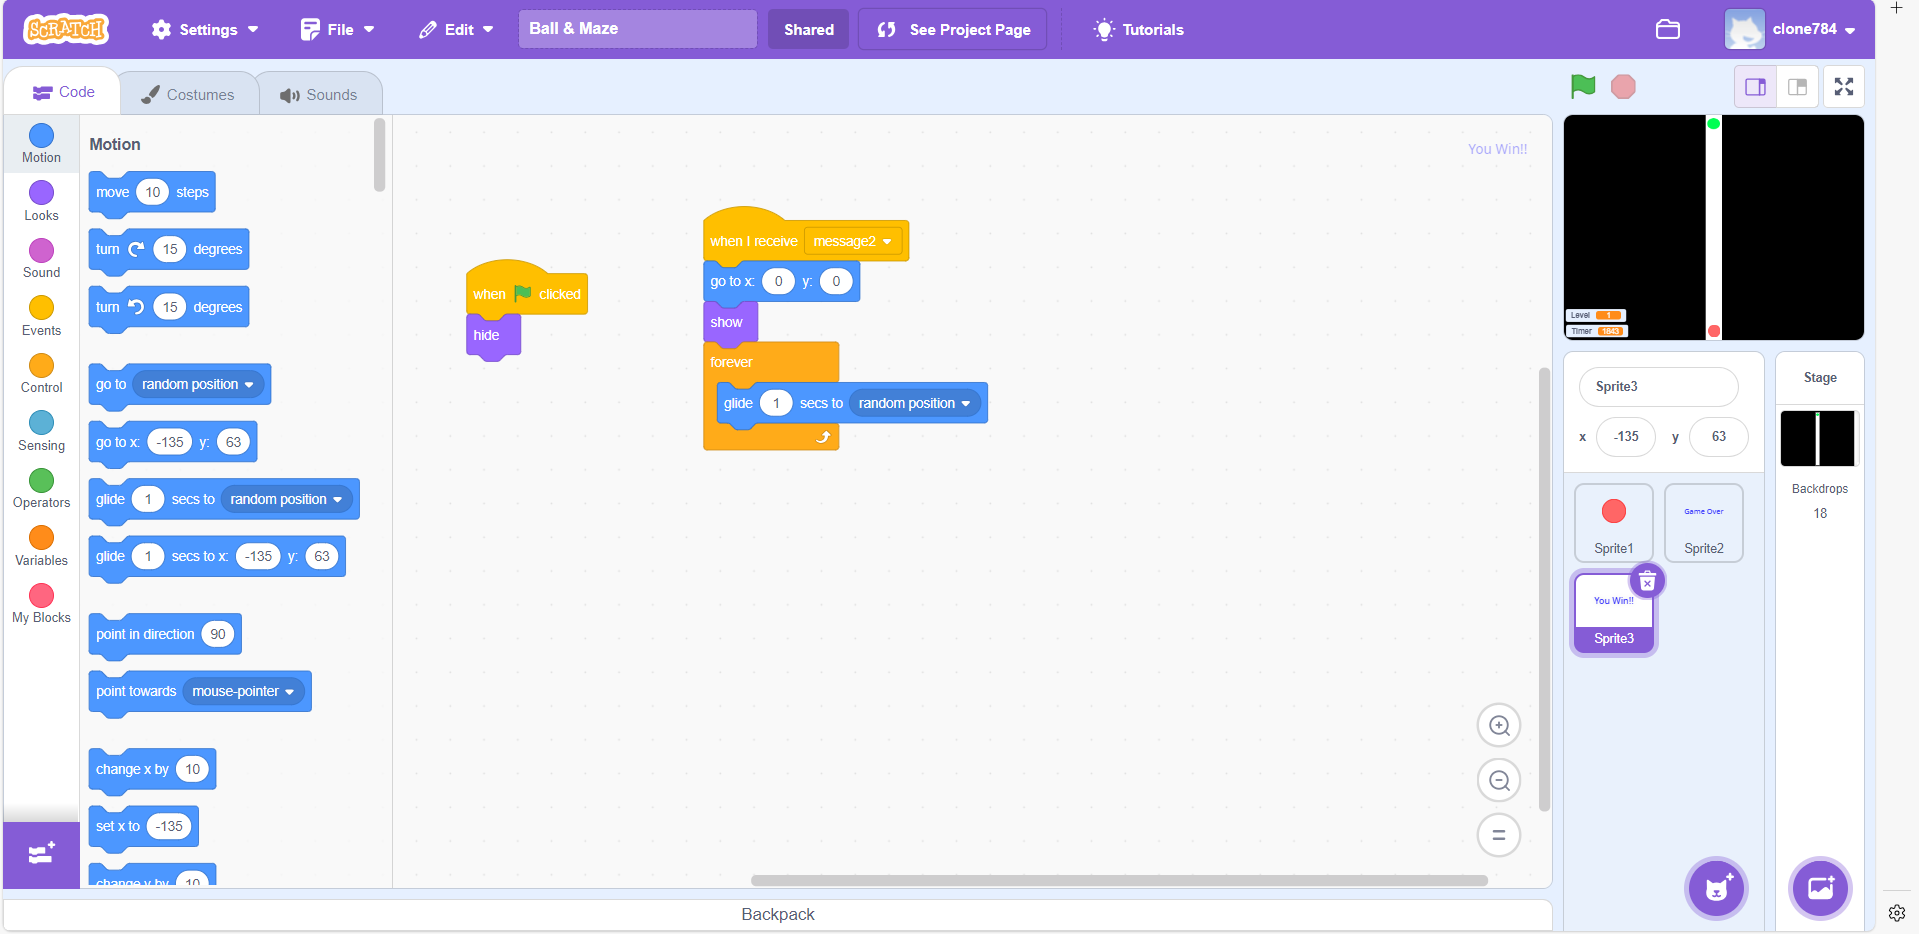 SCRATCH Settings File Edit Ball & Maze Shared See Project Page Tutorials clone784
Code Costumes Sounds
Motion
Looks
Sound
Events
Control
Sensing
Operators
Variables
My Blocks
Motion
move 10 steps
turn 15 degrees
turn 15 degrees
go to random position
go to x: -135 y: 63
glide 1 secs to random position
glide 1 secs to x: -135 y: 63
point in direction 90
point towards mouse-pointer
change x by 10
set x to -135
change y by 10
You Win!!
when clicked
hide
when I receive message2
go to x: 0 y: 0
show
forever
glide 1 secs to random position
Backpack
Level 1
Timer 1843
Sprite3
x -135 y 63
Sprite1
Game Over
Sprite2
You Win!!
Sprite3
Stage
Backdrops
18